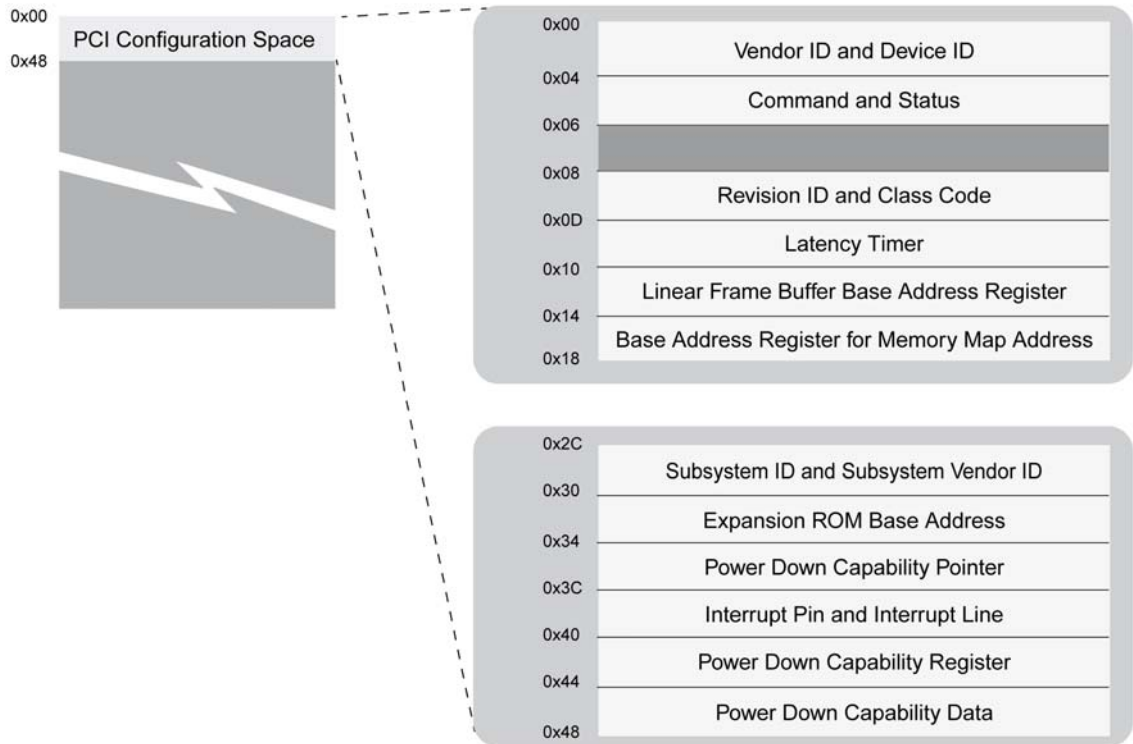 0x00
PCI Configuration Space
0x48
0x00
Vendor ID and Device ID
0x04
Command and Status
0x06
0x08
Revision ID and Class Code
0x0D
Latency Timer
0x10
Linear Frame Buffer Base Address Register
0x14
Base Address Register for Memory Map Address
0x18
0x2C
Subsystem ID and Subsystem Vendor ID
0x30
Expansion ROM Base Address
0x34
Power Down Capability Pointer
0x3C
Interrupt Pin and Interrupt Line
0x40
Power Down Capability Register
0x44
Power Down Capability Data
0x48